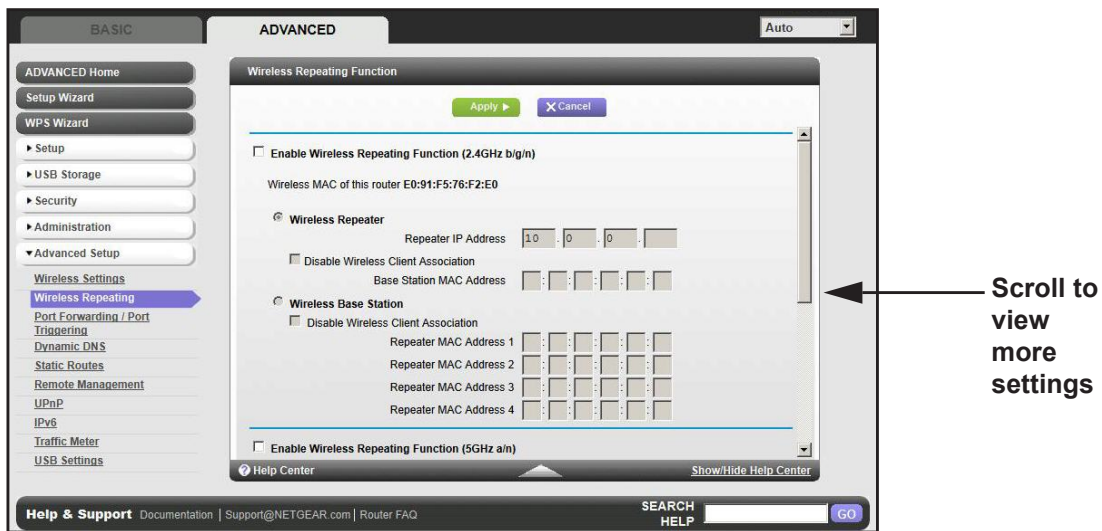 BASIC
ADVANCED
Auto
ADVANCED Home
Setup Wizard
WPS Wizard
Setup
USB Storage
Security
Administration
Advanced Setup
Wireless Settings
Wireless Repeating
Port Forwarding / Port
Triggering
Dynamic DNS
Static Routes
Remote Management
UPnP
IPv6
Traffic Meter
USB Settings
Wireless Repeating Function
Apply
X Cancel
Enable Wireless Repeating Function (2.4GHz b/g/n)
Wireless MAC of this router E0:91:F5:76:F2:E0
Wireless Repeater
Repeater IP Address 10 . 0 . 0 .
Disable Wireless Client Association
Base Station MAC Address : : : : :
Wireless Base Station
Disable Wireless Client Association
Repeater MAC Address 1 : : : : :
Repeater MAC Address 2 : : : : :
Repeater MAC Address 3 : : : : :
Repeater MAC Address 4 : : : : :
Enable Wireless Repeating Function (5GHz a/n)
? Help Center
Show/Hide Help Center
Help & Support Documentation | Support@NETGEAR.com | Router FAQ
SEARCH
HELP
GO
Scroll to
view
more
settings